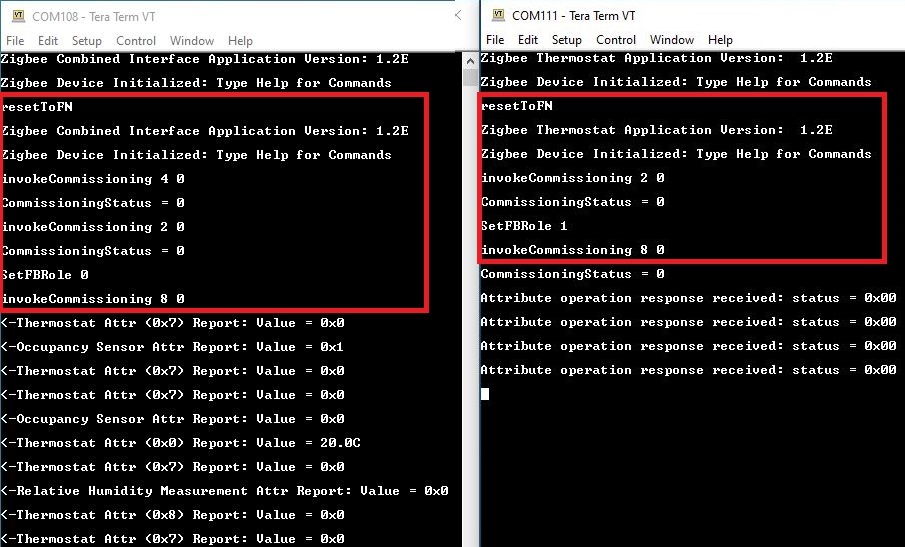 COM108 - Tera Term VT
File Edit Setup Control Window Help
Zigbee Combined Interface Application Version: 1.2E
Zigbee Device Initialized: Type Help for Commands
resetToFN
Zigbee Combined Interface Application Version: 1.2E
Zigbee Device Initialized: Type Help for Commands
invokeCommissioning 4 0
CommissioningStatus = 0
invokeCommissioning 2 0
CommissioningStatus = 0
SetFBRole 0
invokeCommissioning 8 0
<-Thermostat Attr (0x7) Report: Value = 0x0
<-Occupancy Sensor Attr Report: Value = 0x1
<-Thermostat Attr (0x7) Report: Value = 0x0
<-Thermostat Attr (0x7) Report: Value = 0x0
<-Occupancy Sensor Attr Report: Value = 0x0
<-Thermostat Attr (0x0) Report: Value = 20.0C
<-Thermostat Attr (0x7) Report: Value = 0x0
<-Relative Humidity Measurement Attr Report: Value = 0x0
<-Thermostat Attr (0x8) Report: Value = 0x0
<-Thermostat Attr (0x7) Report: Value = 0x0
COM111 - Tera Term VT
File Edit Setup Control Window Help
Zigbee Thermostat Application Version:  1.2E
Zigbee Device Initialized: Type Help for Commands
resetToFN
Zigbee Thermostat Application Version:  1.2E
Zigbee Device Initialized: Type Help for Commands
invokeCommissioning 2 0
CommissioningStatus = 0
SetFBRole 1
invokeCommissioning 8 0
CommissioningStatus = 0
Attribute operation response received: status = 0x00
Attribute operation response received: status = 0x00
Attribute operation response received: status = 0x00
Attribute operation response received: status = 0x00